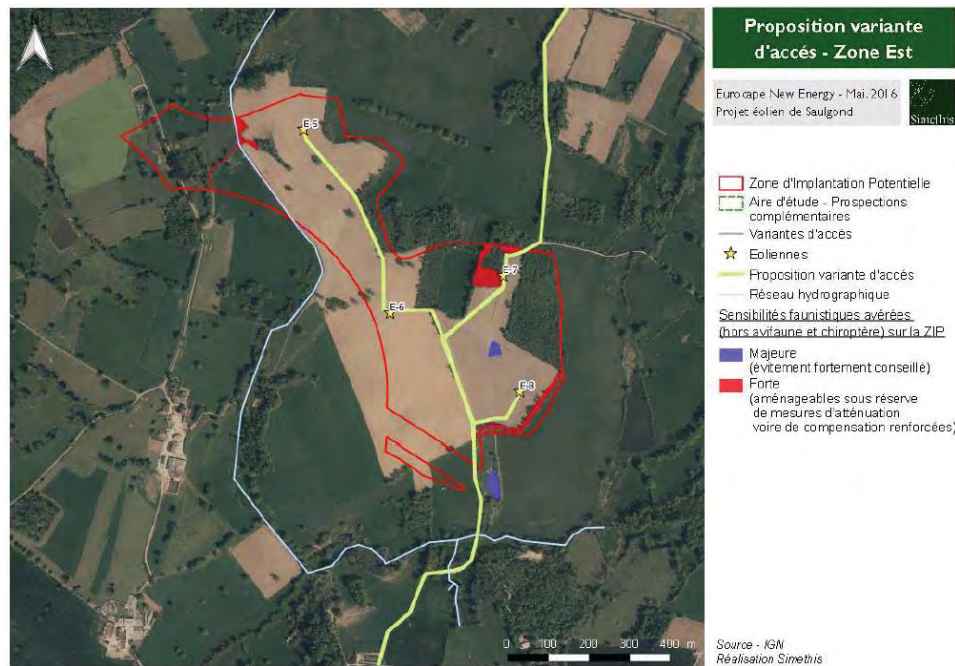 Proposition variante
d'accés - Zone Est
Eurocape New Energy - Mai. 2016
Projet éolien de Saulgond
Simethis
Zone d'Implantation Potentielle
Aire d'étude - Prospections
complémentaires
Variantes d'accès
Eoliennes
Proposition variante d'accès
Réseau hydrographique
Sensibilités faunistiques avérées
(hors avifaune et chiroptère) sur la ZIP
Majeure
(évitement fortement conseillé)
Forte
(aménageables sous réserve
de mesures d'atténuation
voire de compensation renforcées)
E-5
E-7
E-6
E-8
0 100 200 300 400 m
Source - IGN
Réalisation Simethis